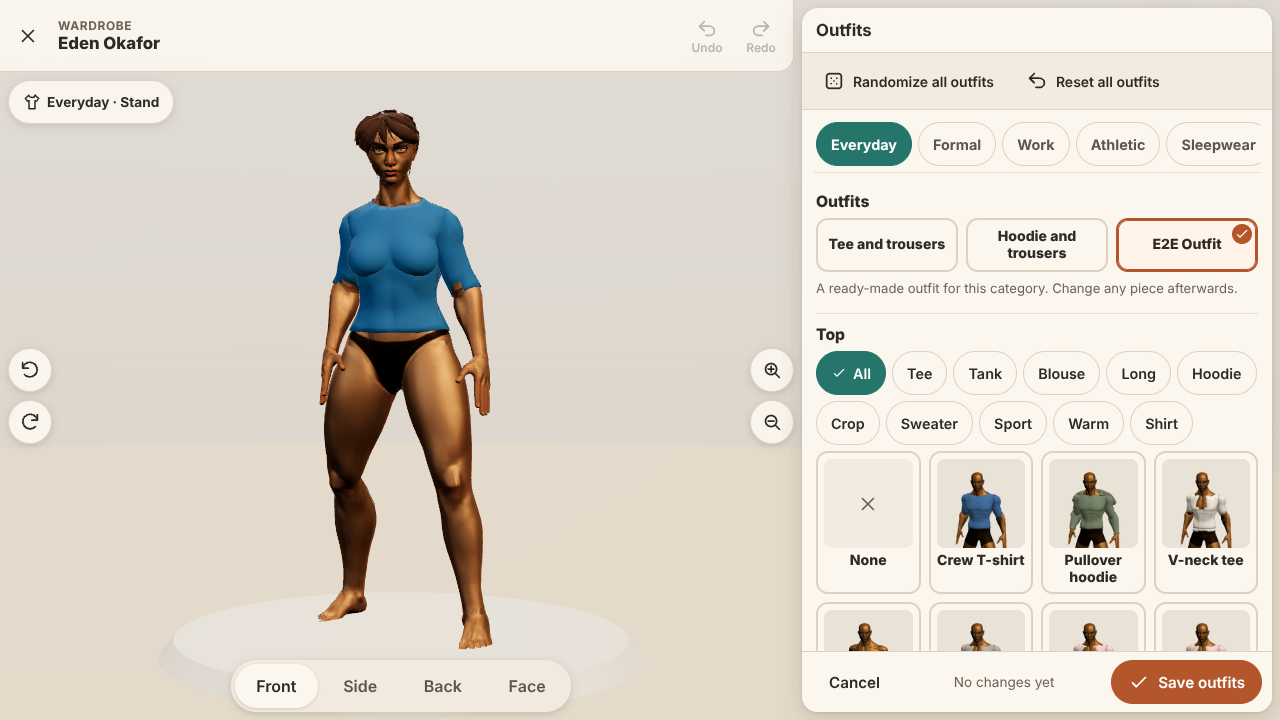 WARDROBE
Eden Okafor
Undo
Redo
Everyday · Stand
Front
Side
Back
Face
Outfits
Randomize all outfits
Reset all outfits
Everyday
Formal
Work
Athletic
Sleepwear
Outfits
Tee and trousers
Hoodie and
trousers
E2E Outfit
A ready-made outfit for this category. Change any piece afterwards.
Top
All
Tee
Tank
Blouse
Long
Hoodie
Crop
Sweater
Sport
Warm
Shirt
None
Crew T-shirt
Pullover
hoodie
V-neck tee
Cancel
No changes yet
Save outfits